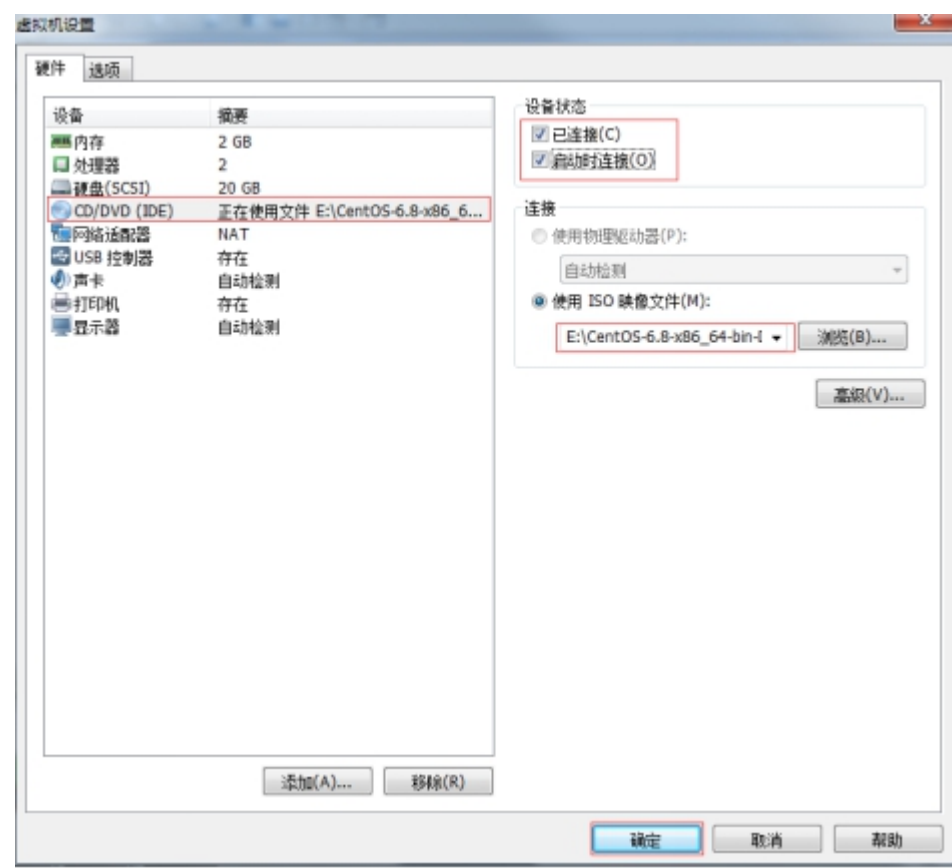 虚拟机设置
硬件 选项
设备 摘要
内存 2 GB
处理器 2
硬盘(SCSI) 20 GB
CD/DVD (IDE) 正在使用文件 E:\CentOS-6.8-x86_6...
网络适配器 NAT
USB 控制器 存在
声卡 自动检测
打印机 存在
显示器 自动检测
添加(A)... 移除(R)
设备状态
已连接(C)
启动时连接(O)
连接
使用物理驱动器(P):
自动检测
使用 ISO 映像文件(M):
E:\CentOS-6.8-x86_64-bin-I 浏览(B)...
高级(V)...
确定 取消 帮助